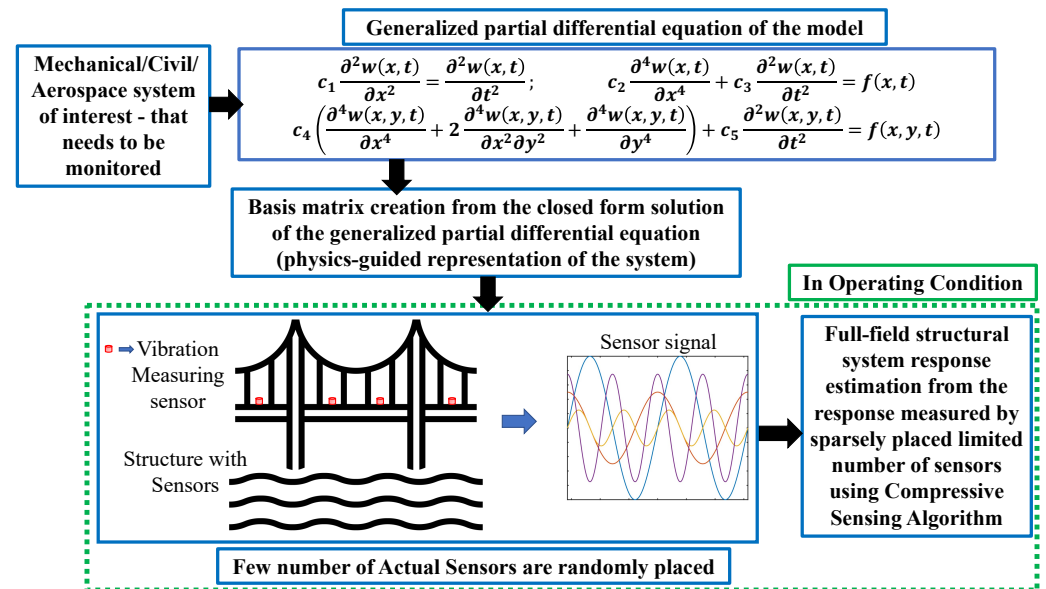 Generalized partial differential equation of the model
Mechanical/Civil/
Aerospace system
of interest - that
needs to be
monitored
c₁ ∂²w(x,t)/∂x² = ∂²w(x,t)/∂t² ; c₂ ∂⁴w(x,t)/∂x⁴ + c₃ ∂²w(x,t)/∂t² = f(x,t)
c₄ (∂⁴w(x,y,t)/∂x⁴ + 2 ∂⁴w(x,y,t)/∂x²∂y² + ∂⁴w(x,y,t)/∂y⁴) + c₅ ∂²w(x,y,t)/∂t² = f(x,y,t)
Basis matrix creation from the closed form solution
of the generalized partial differential equation
(physics-guided representation of the system)
In Operating Condition
Vibration
Measuring
sensor
Structure with
Sensors
Sensor signal
Full-field structural
system response
estimation from the
response measured by
sparsely placed limited
number of sensors
using Compressive
Sensing Algorithm
Few number of Actual Sensors are randomly placed